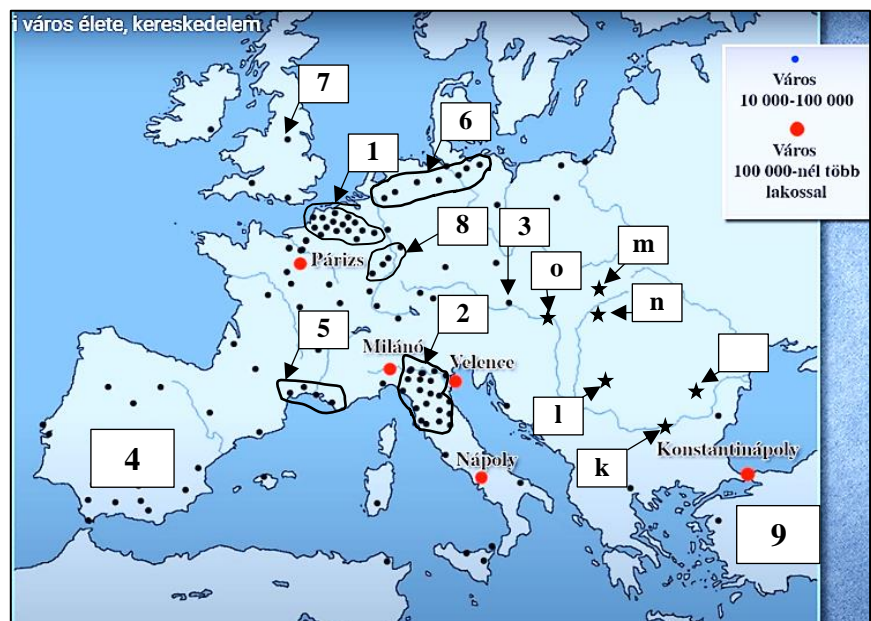 i város élete, kereskedelem
7
6
1
8
3
m
o
n
5
2
l
k
4
9
Párizs
Milánó
Velence
Nápoly
Konstantinápoly
Város
10 000-100 000
Város
100 000-nél több
lakossal